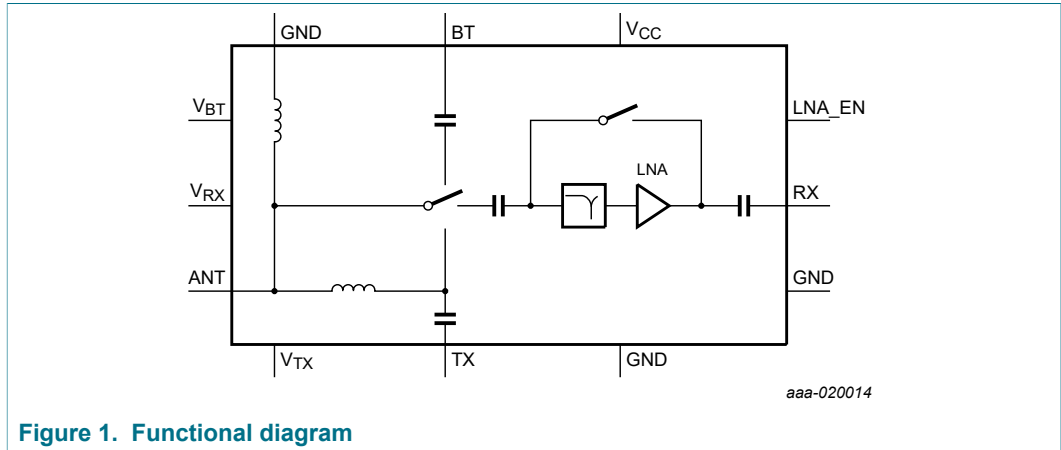 GND BT VCC
VBT LNA_EN
LNA
VRX RX
ANT GND
VTX TX GND
aaa-020014
Figure 1. Functional diagram